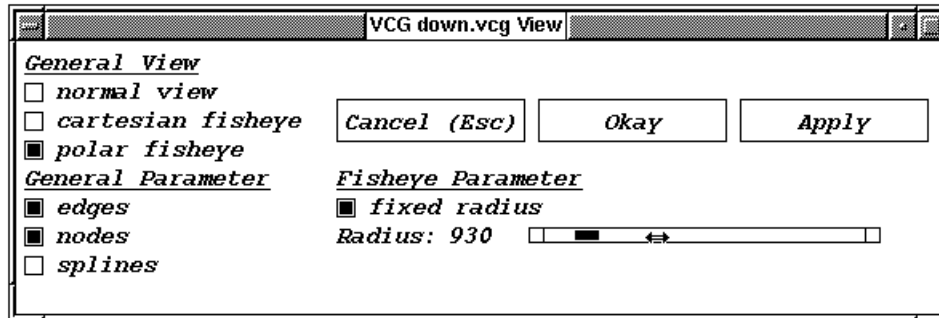 VCG down.vcg View
General View
normal view
cartesian fisheye
polar fisheye
Cancel (Esc)
Okay
Apply
General Parameter
edges
nodes
splines
Fisheye Parameter
fixed radius
Radius: 930